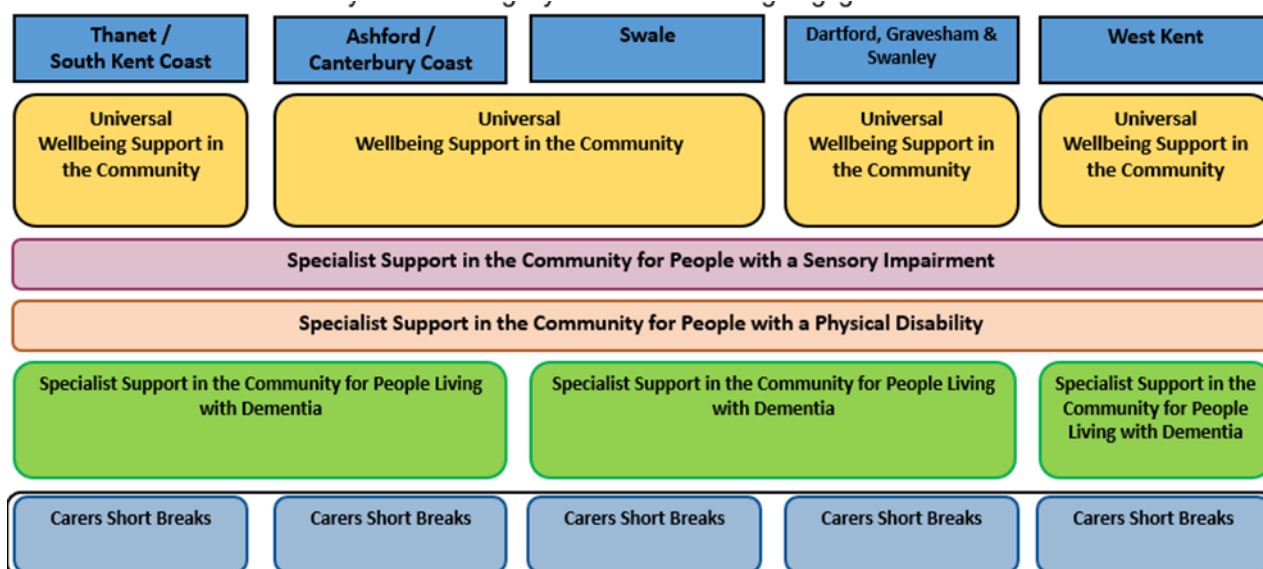 Thanet /
South Kent Coast
Ashford /
Canterbury Coast
Swale
Dartford, Gravesham &
Swanley
West Kent
Universal
Wellbeing Support in
the Community
Universal
Wellbeing Support in the Community
Universal
Wellbeing Support in
the Community
Universal
Wellbeing Support in
the Community
Specialist Support in the Community for People with a Sensory Impairment
Specialist Support in the Community for People with a Physical Disability
Specialist Support in the Community for People Living
with Dementia
Specialist Support in the Community for People Living
with Dementia
Specialist Support in the
Community for People
Living with Dementia
Carers Short Breaks
Carers Short Breaks
Carers Short Breaks
Carers Short Breaks
Carers Short Breaks